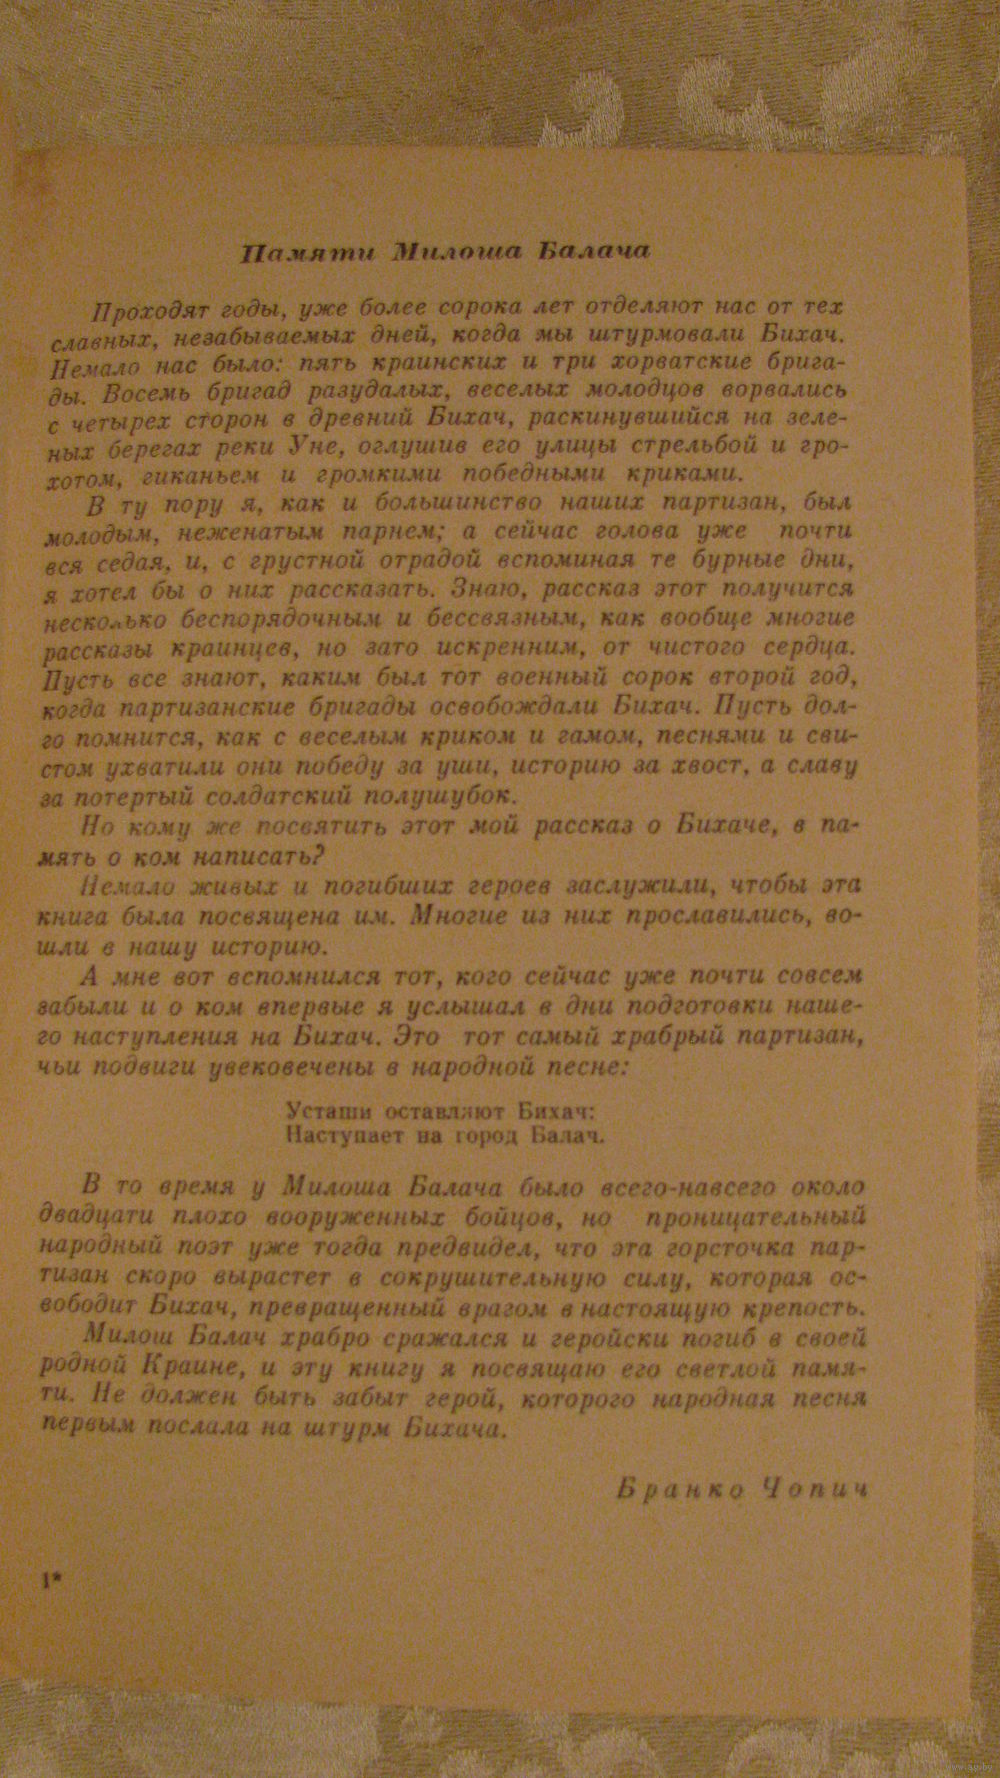 Памяти Милоша Балача
Проходят годы, уже более сорока лет отделяют нас от тех
славных, незабываемых дней, когда мы штурмовали Бихач.
Немало нас было: пять краинских и три хорватские брига-
ды. Восемь бригад разудалых, веселых молодцов ворвались
с четырех сторон в древний Бихач, раскинувшийся на зеле-
ных берегах реки Уне, оглушив его улицы стрельбой и гро-
хотом, гиканьем и громкими победными криками.
В ту пору я, как и большинство наших партизан, был
молодым, неженатым парнем; а сейчас голова уже почти
вся седая, и, с грустной отрадой вспоминая те бурные дни,
я хотел бы о них рассказать. Знаю, рассказ этот получится
несколько беспорядочным и бессвязным, как вообще многие
рассказы краинцев, но зато искренним, от чистого сердца.
Пусть все знают, каким был тот военный сорок второй год,
когда партизанские бригады освобождали Бихач. Пусть дол-
го помнится, как с веселым криком и гамом, песнями и сви-
стом ухватили они победу за уши, историю за хвост, а славу
за потертый солдатский полушубок.
Но кому же посвятить этот мой рассказ о Бихаче, в па-
мять о ком написать?
Немало живых и погибших героев заслужили, чтобы эта
книга была посвящена им. Многие из них прославились, во-
шли в нашу историю.
А мне вот вспомнился тот, кого сейчас уже почти совсем
забыли и о ком впервые я услышал в дни подготовки наше-
го наступления на Бихач. Это тот самый храбрый партизан,
чьи подвиги увековечены в народной песне:
Усташи оставляют Бихач:
Наступает на город Балач.
В то время у Милоша Балача было всего-навсего около
двадцати плохо вооруженных бойцов, но проницательный
народный поэт уже тогда предвидел, что эта горсточка пар-
тизан скоро вырастет в сокрушительную силу, которая ос-
вободит Бихач, превращенный врагом в настоящую крепость.
Милош Балач храбро сражался и геройски погиб в своей
родной Краине, и эту книгу я посвящаю его светлой памя-
ти. Не должен быть забыт герой, которого народная песня
первым послала на штурм Бихача.
Бранко Чопич
1*